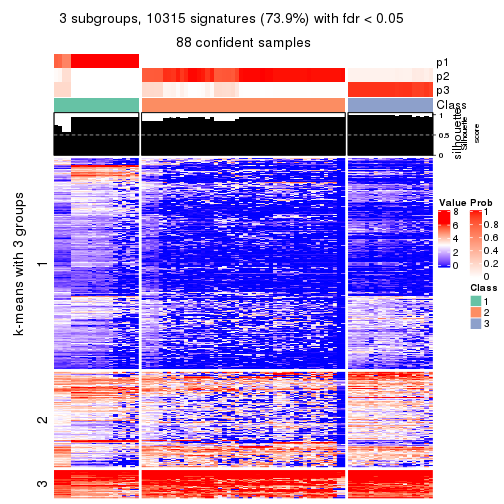 3 subgroups, 10315 signatures (73.9%) with fdr < 0.05
88 confident samples
p1
p2
p3
Class
1
0.5
0
silhouette
Silhouette
score
k-means with 3 groups
1
2
3
Value
8
6
4
2
0
Prob
1
0.8
0.6
0.4
0.2
0
Class
1
2
3